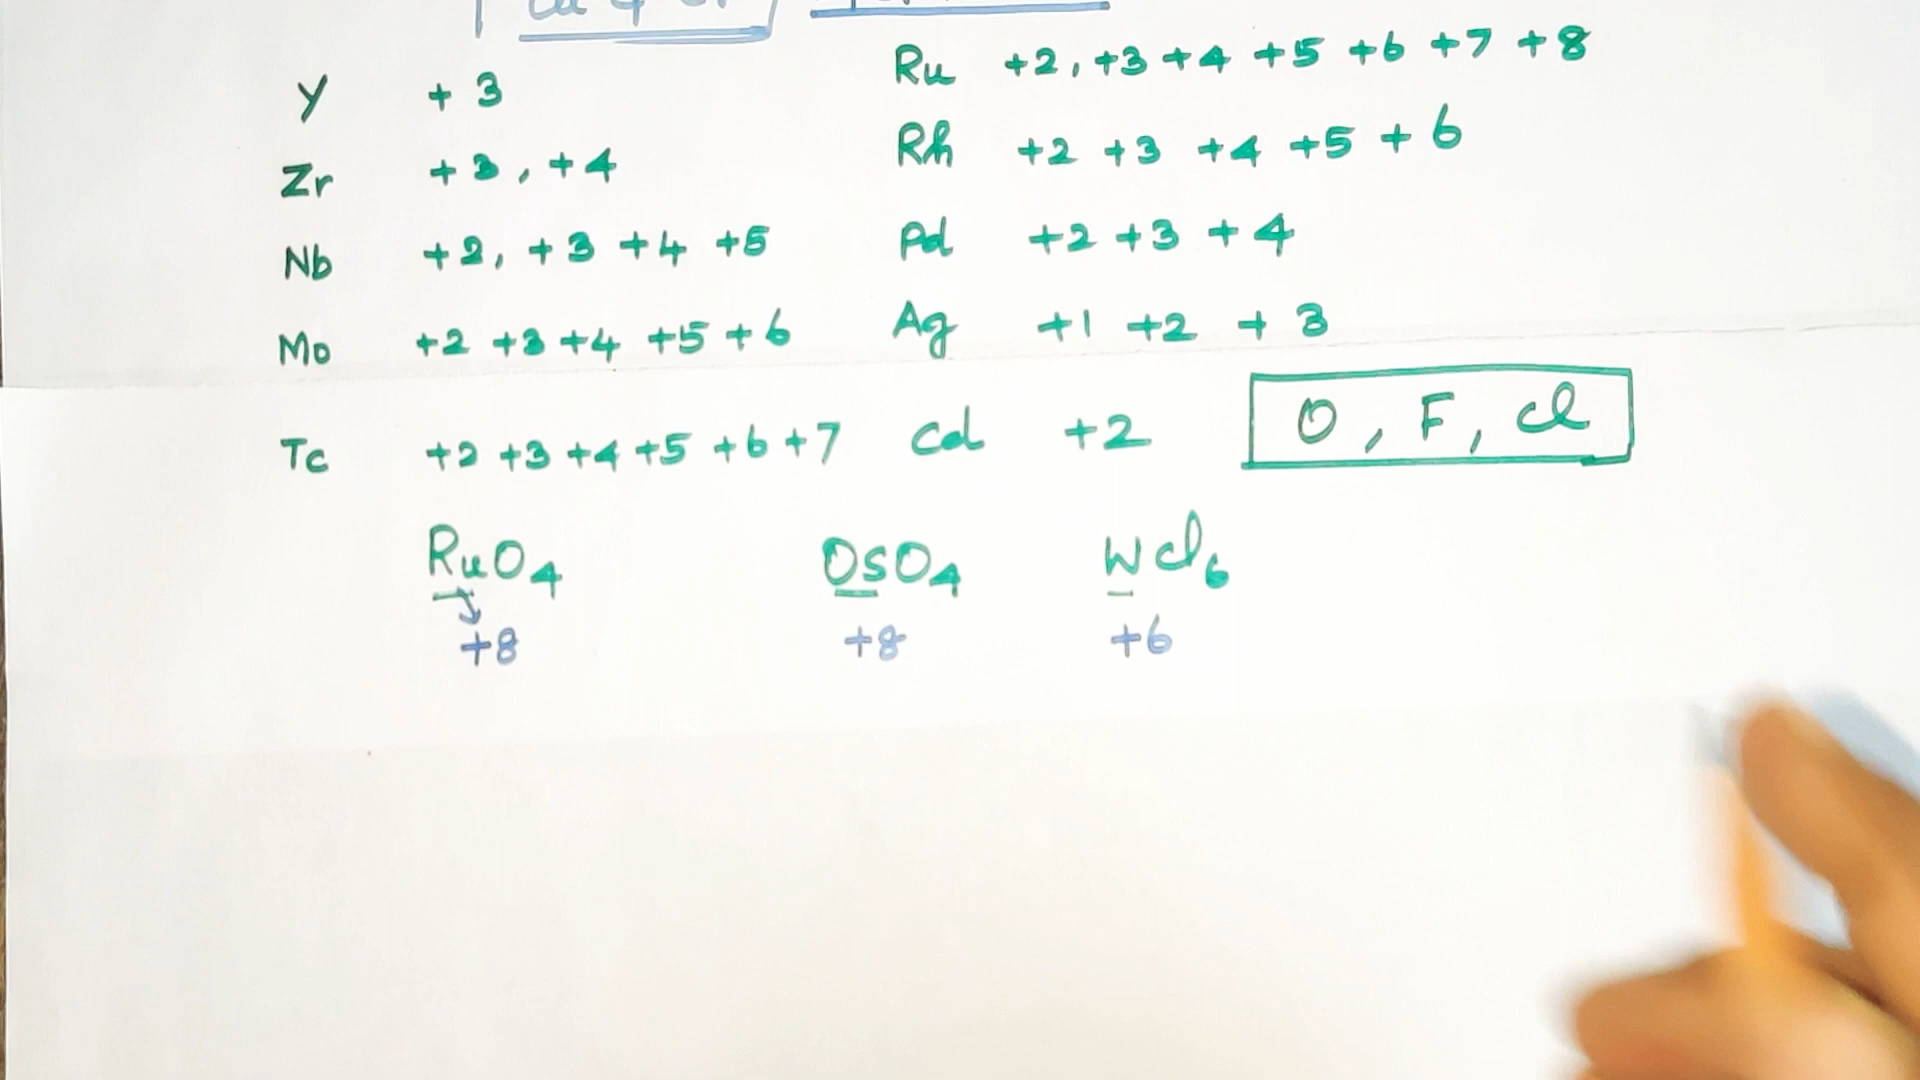 Y + 3 Ru +2, +3 +4 +5 +6 +7 +8
Zr +3, +4 Rh +2 +3 +4 +5 +6
Nb +2, +3 +4 +5 Pd +2 +3 +4
Mo +2 +3 +4 +5 +6 Ag +1 +2 +3
Tc +2 +3 +4 +5 +6 +7 Cd +2 O, F, Cl
RuO4 OsO4 WCl6
+8 +8 +6